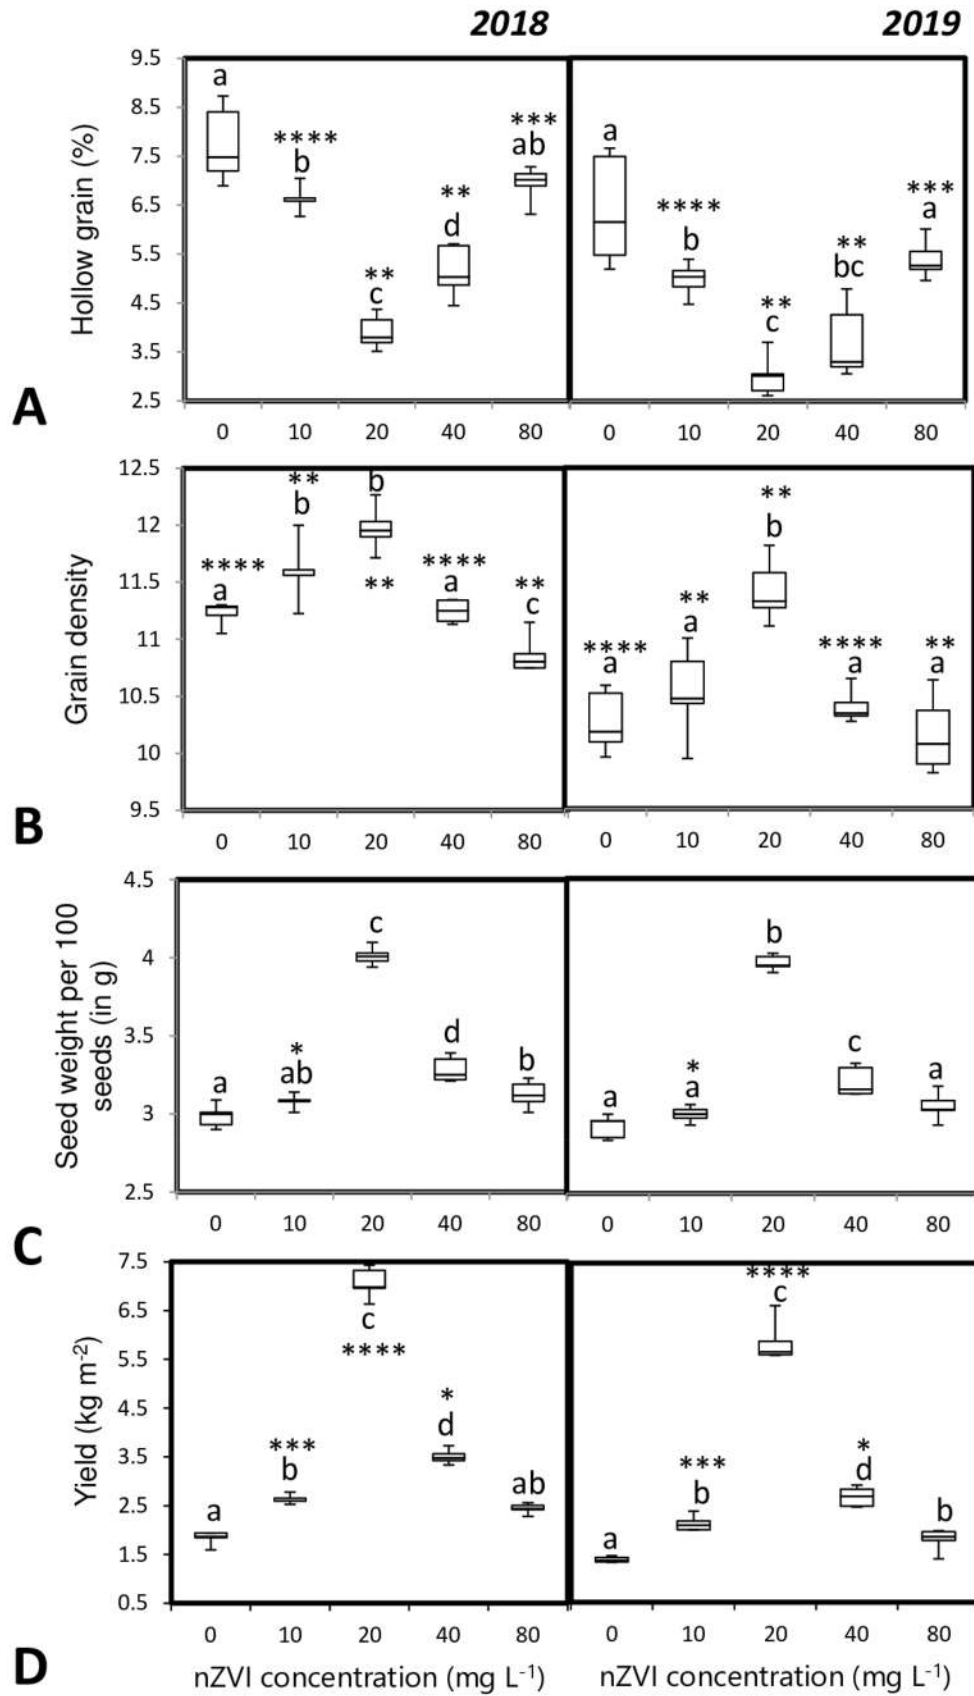 2018 2019
9.5
8.5
7.5
6.5
5.5
4.5
3.5
2.5
Hollow grain (%)
a
****
b
**
c
**
d
***
ab
a
****
b
**
c
**
bc
***
a
A
0 10 20 40 80 0 10 20 40 80
12.5
12
11.5
11
10.5
10
9.5
Grain density
****
a
**
b
b
**
****
a
**
c
****
a
**
a
**
b
****
a
**
a
B
0 10 20 40 80 0 10 20 40 80
4.5
4
3.5
3
2.5
Seed weight per 100
seeds (in g)
a
*
ab
c
d
b
a
*
a
b
c
a
C
0 10 20 40 80 0 10 20 40 80
7.5
6.5
5.5
4.5
3.5
2.5
1.5
0.5
Yield (kg m-2)
a
***
b
c
****
*
d
ab
a
***
b
****
c
*
d
b
D
0 10 20 40 80 0 10 20 40 80
nZVI concentration (mg L-1) nZVI concentration (mg L-1)